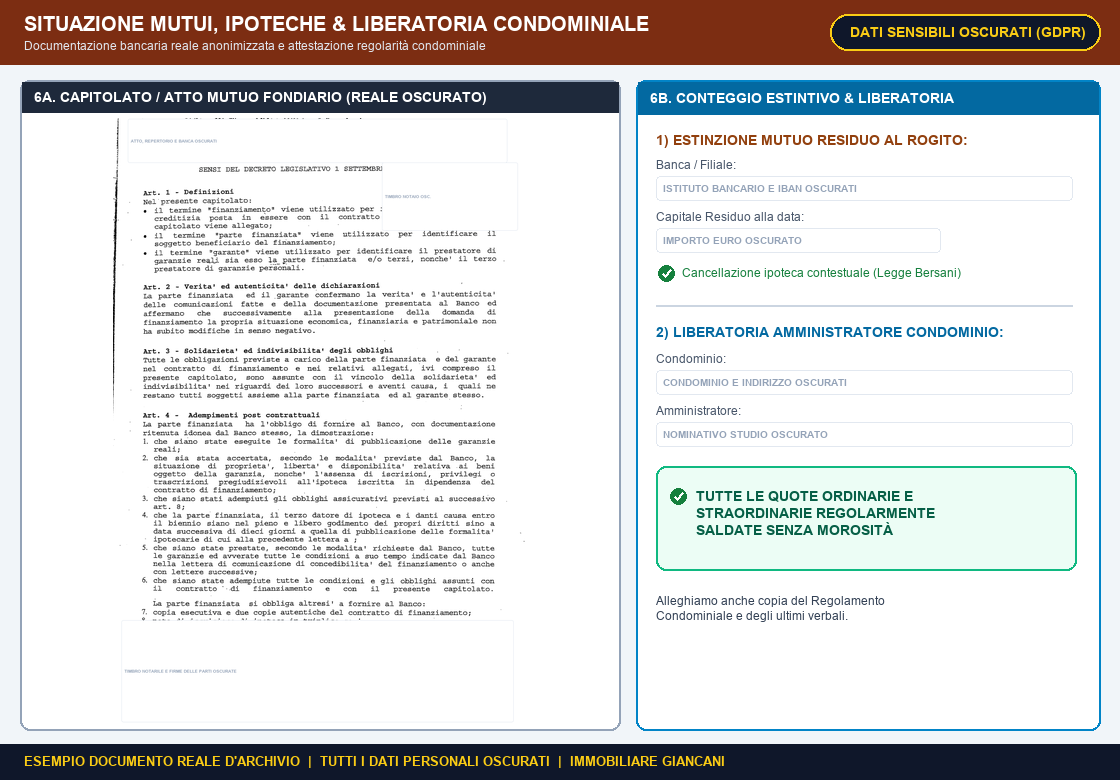 SITUAZIONE MUTUI, IPOTECHE & LIBERATORIA CONDOMINIALE
Documentazione bancaria reale anonimizzata e attestazione regolarità condominiale
DATI SENSIBILI OSCURATI (GDPR)
6A. CAPITOLATO / ATTO MUTUO FONDIARIO (REALE OSCURATO)
ATTO, REPERTORIO E BANCA OSCURATI
SENSI DEL DECRETO LEGISLATIVO 1 SETTEMBR
TIMBRO NOTAIO OSC.
Art. 1 - Definizioni
Nel presente capitolato:
• il termine "finanziamento" viene utilizzato per
creditizia posta in essere con il contratto
capitolato viene allegato;
• il termine "parte finanziata" viene utilizzato per identificare il
soggetto beneficiario del finanziamento;
• il termine "garante" viene utilizzato per identificare il prestatore di
garanzie reali sia esso la parte finanziata e/o terzi, nonche' il terzo
prestatore di garanzie personali.
Art. 2 - Verita' ed autenticita' delle dichiarazioni
La parte finanziata ed il garante confermano la verita' e l'autenticita'
delle comunicazioni fatte e della documentazione presentata al Banco ed
affermano che successivamente alla presentazione della domanda di
finanziamento la propria situazione economica, finanziaria e patrimoniale non
ha subito modifiche in senso negativo.
Art. 3 - Solidarieta' ed indivisibilita' degli obblighi
Tutte le obbligazioni previste a carico della parte finanziata e del garante
nel contratto di finanziamento e nei relativi allegati, ivi compreso il
presente capitolato, sono assunte con il vincolo della solidarieta' ed
indivisibilita' nei riguardi dei loro successori e aventi causa, i quali ne
restano tutti soggetti assieme alla parte finanziata ed al garante stesso.
Art. 4 - Adempimenti post contrattuali
La parte finanziata ha l'obbligo di fornire al Banco, con documentazione
ritenuta idonea dal Banco stesso, la dimostrazione:
1. che siano state eseguite le formalita' di pubblicazione delle garanzie
reali;
2. che sia stata accertata, secondo le modalita' previste dal Banco, la
situazione di proprieta', liberta' e disponibilita' relativa ai beni
oggetto della garanzia, nonche' l'assenza di iscrizioni, privilegi o
trascrizioni pregiudizievoli all'ipoteca iscritta in dipendenza del
contratto di finanziamento;
3. che siano stati adempiuti gli obblighi assicurativi previsti al successivo
art. 8;
4. che la parte finanziata, il terzo datore di ipoteca e i danti causa entro
il biennio siano nel pieno e libero godimento dei propri diritti sino a
data successiva di dieci giorni a quella di pubblicazione delle formalita'
ipotecarie di cui alla precedente lettera a ;
5. che siano state prestate, secondo le modalita' richieste dal Banco, tutte
le garanzie ed avverate tutte le condizioni a suo tempo indicate dal Banco
nella lettera di comunicazione di concedibilita' del finanziamento o anche
con lettere successive;
6. che siano state adempiute tutte le condizioni e gli obblighi assunti con
il contratto di finanziamento e con il presente capitolato.
La parte finanziata si obbliga altresi' a fornire al Banco:
7. copia esecutiva e due copie autentiche del contratto di finanziamento;
TIMBRO NOTARILE E FIRME DELLE PARTI OSCURATE
6B. CONTEGGIO ESTINTIVO & LIBERATORIA
1) ESTINZIONE MUTUO RESIDUO AL ROGITO:
Banca / Filiale:
ISTITUTO BANCARIO E IBAN OSCURATI
Capitale Residuo alla data:
IMPORTO EURO OSCURATO
Cancellazione ipoteca contestuale (Legge Bersani)
2) LIBERATORIA AMMINISTRATORE CONDOMINIO:
Condominio:
CONDOMINIO E INDIRIZZO OSCURATI
Amministratore:
NOMINATIVO STUDIO OSCURATO
TUTTE LE QUOTE ORDINARIE E
STRAORDINARIE REGOLARMENTE
SALDATE SENZA MOROSITÀ
Alleghiamo anche copia del Regolamento
Condominiale e degli ultimi verbali.
ESEMPIO DOCUMENTO REALE D'ARCHIVIO | TUTTI I DATI PERSONALI OSCURATI | IMMOBILIARE GIANCANI